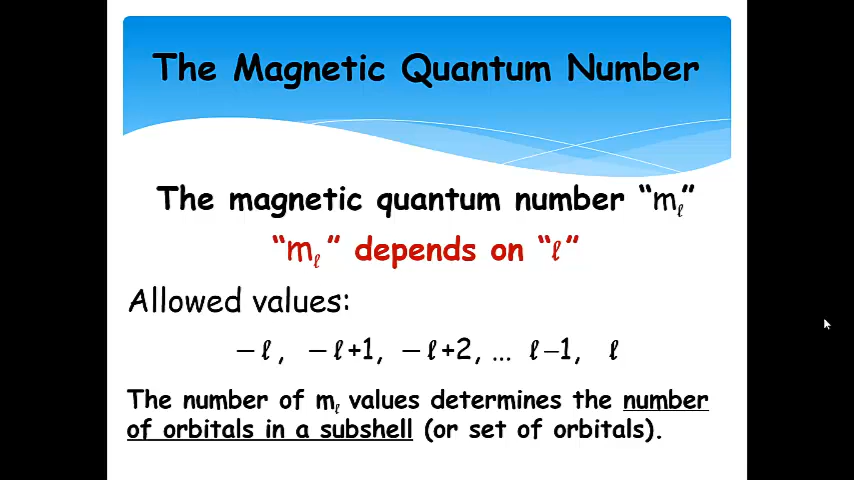 The Magnetic Quantum Number
The magnetic quantum number “mℓ”
“mℓ” depends on “ℓ”
Allowed values:
–ℓ, –ℓ+1, –ℓ+2, ... ℓ–1, ℓ
The number of mℓ values determines the number
of orbitals in a subshell (or set of orbitals).